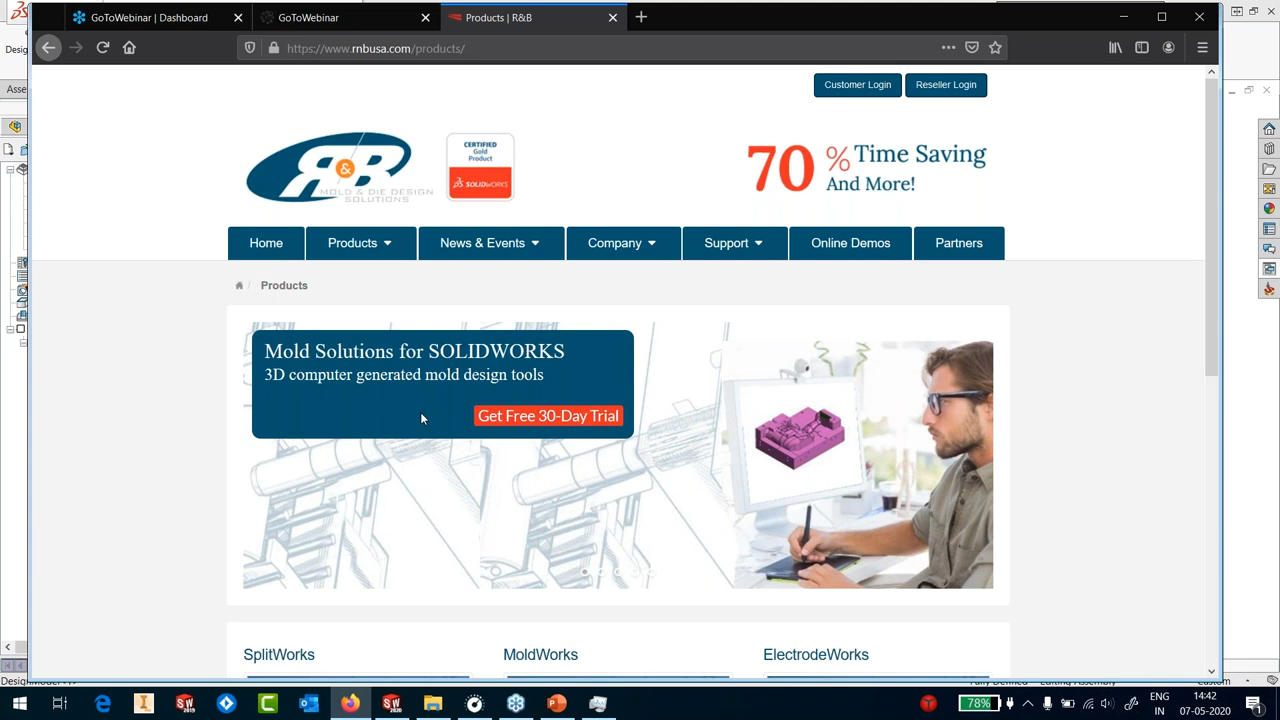 GoToWebinar | Dashboard
GoToWebinar
Products | R&B
https://www.rnbusa.com/products/
Customer Login
Reseller Login
R&B
MOLD & DIE DESIGN
SOLUTIONS
CERTIFIED
Gold
Product
SOLIDWORKS
70 % Time Saving
And More!
Home
Products
News & Events
Company
Support
Online Demos
Partners
/ Products
Mold Solutions for SOLIDWORKS
3D computer generated mold design tools
Get Free 30-Day Trial
SplitWorks
MoldWorks
ElectrodeWorks
78%
ENG
IN
14:42
07-05-2020